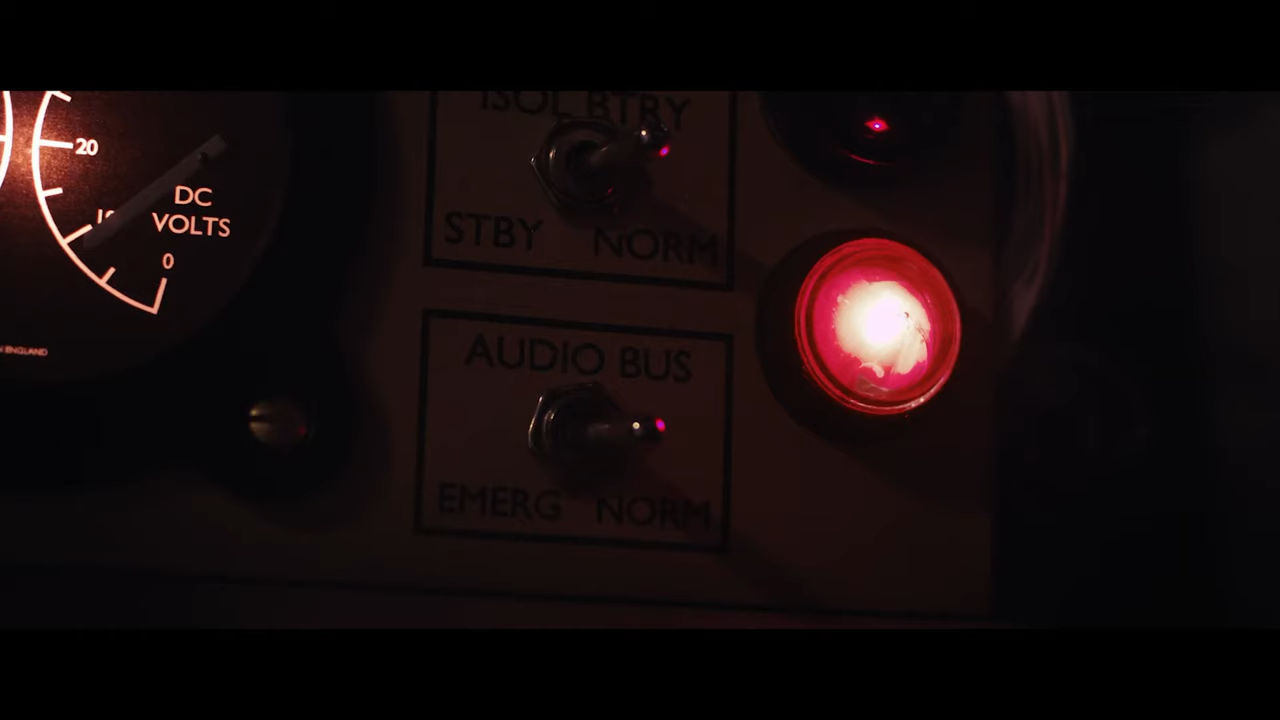 20
DC
VOLTS
0
ENGLAND
ISOL BTRY
STBY NORM
AUDIO BUS
EMERG NORM